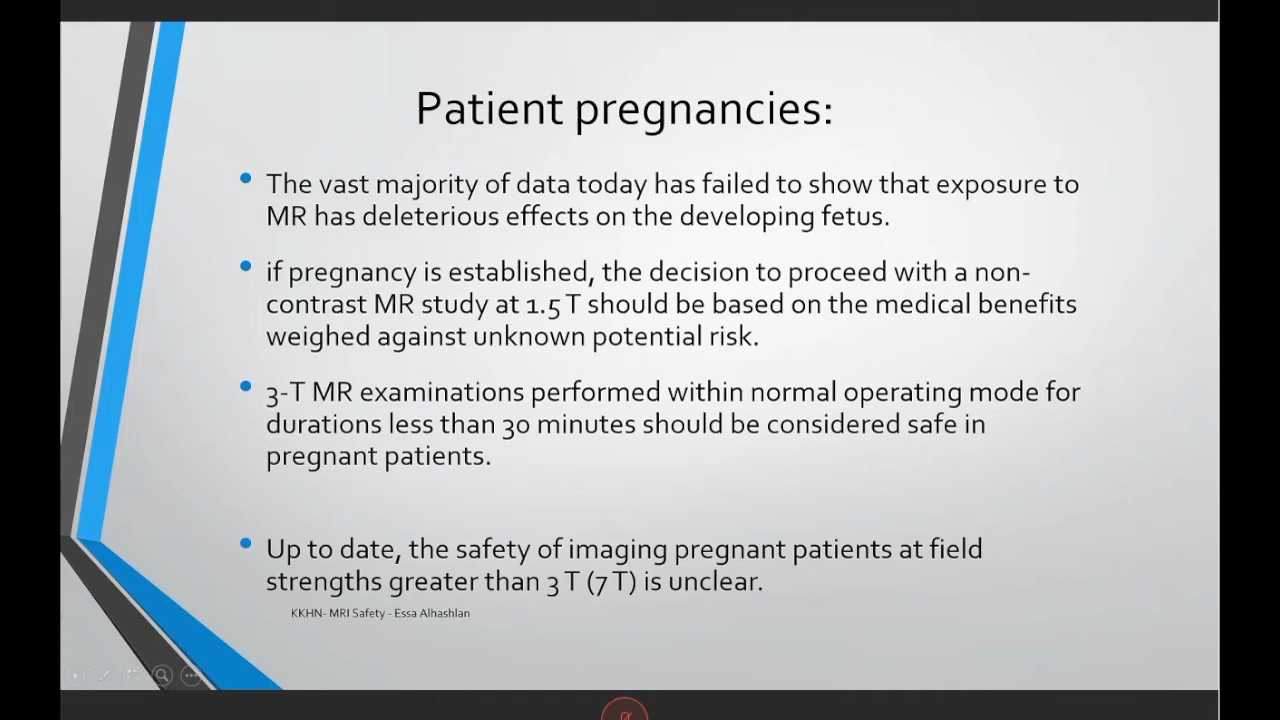 Patient pregnancies:
The vast majority of data today has failed to show that exposure to
MR has deleterious effects on the developing fetus.
if pregnancy is established, the decision to proceed with a non-
contrast MR study at 1.5 T should be based on the medical benefits
weighed against unknown potential risk.
3-T MR examinations performed within normal operating mode for
durations less than 30 minutes should be considered safe in
pregnant patients.
Up to date, the safety of imaging pregnant patients at field
strengths greater than 3 T (7 T) is unclear.
KKHN- MRI Safety - Essa Alhashlan